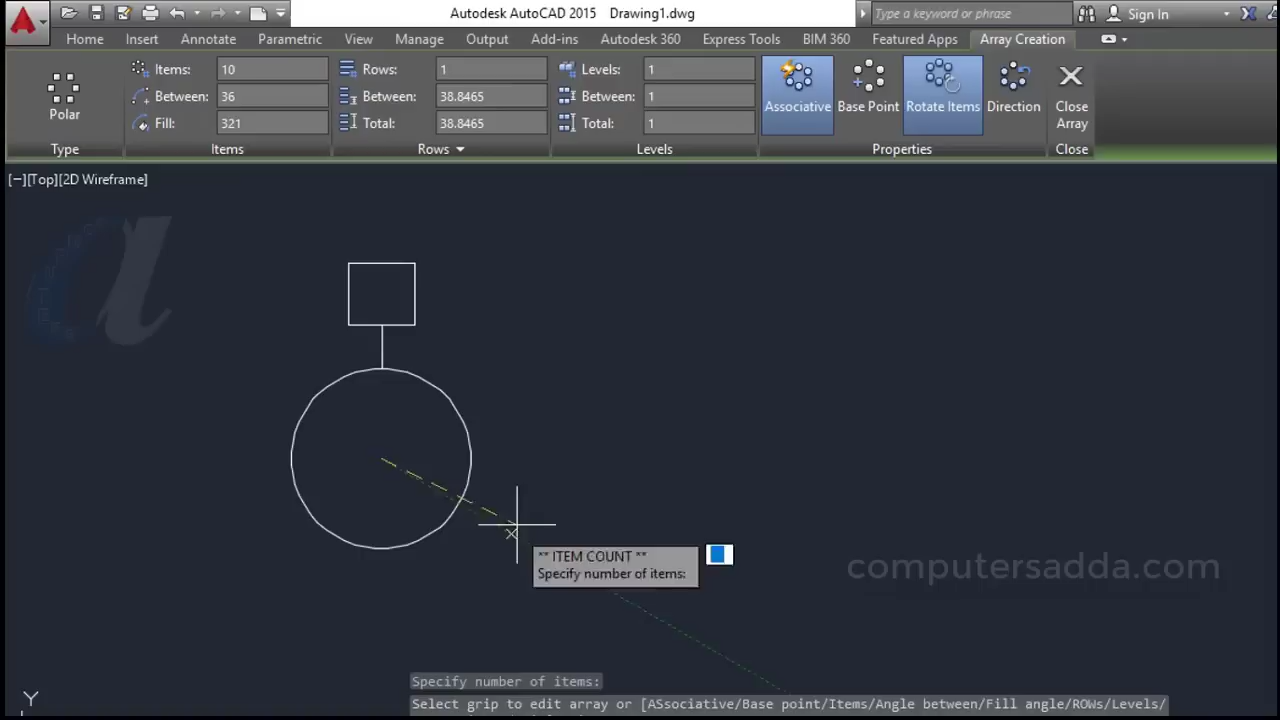 Autodesk AutoCAD 2015 Drawing1.dwg
Type a keyword or phrase
Sign In
Home Insert Annotate Parametric View Manage Output Add-ins Autodesk 360 Express Tools BIM 360 Featured Apps Array Creation
Polar
Items: 10
Between: 36
Fill: 321
Rows: 1
Between: 38.8465
Total: 38.8465
Levels: 1
Between: 1
Total: 1
Associative
Base Point
Rotate Items
Direction
Close
Array
Type Items Rows Levels Properties Close
[−][Top][2D Wireframe]
** ITEM COUNT **
Specify number of items:
computersadda.com
Specify number of items:
Select grip to edit array or [ASsociative/Base point/Items/Angle between/Fill angle/ROWs/Levels/
Y